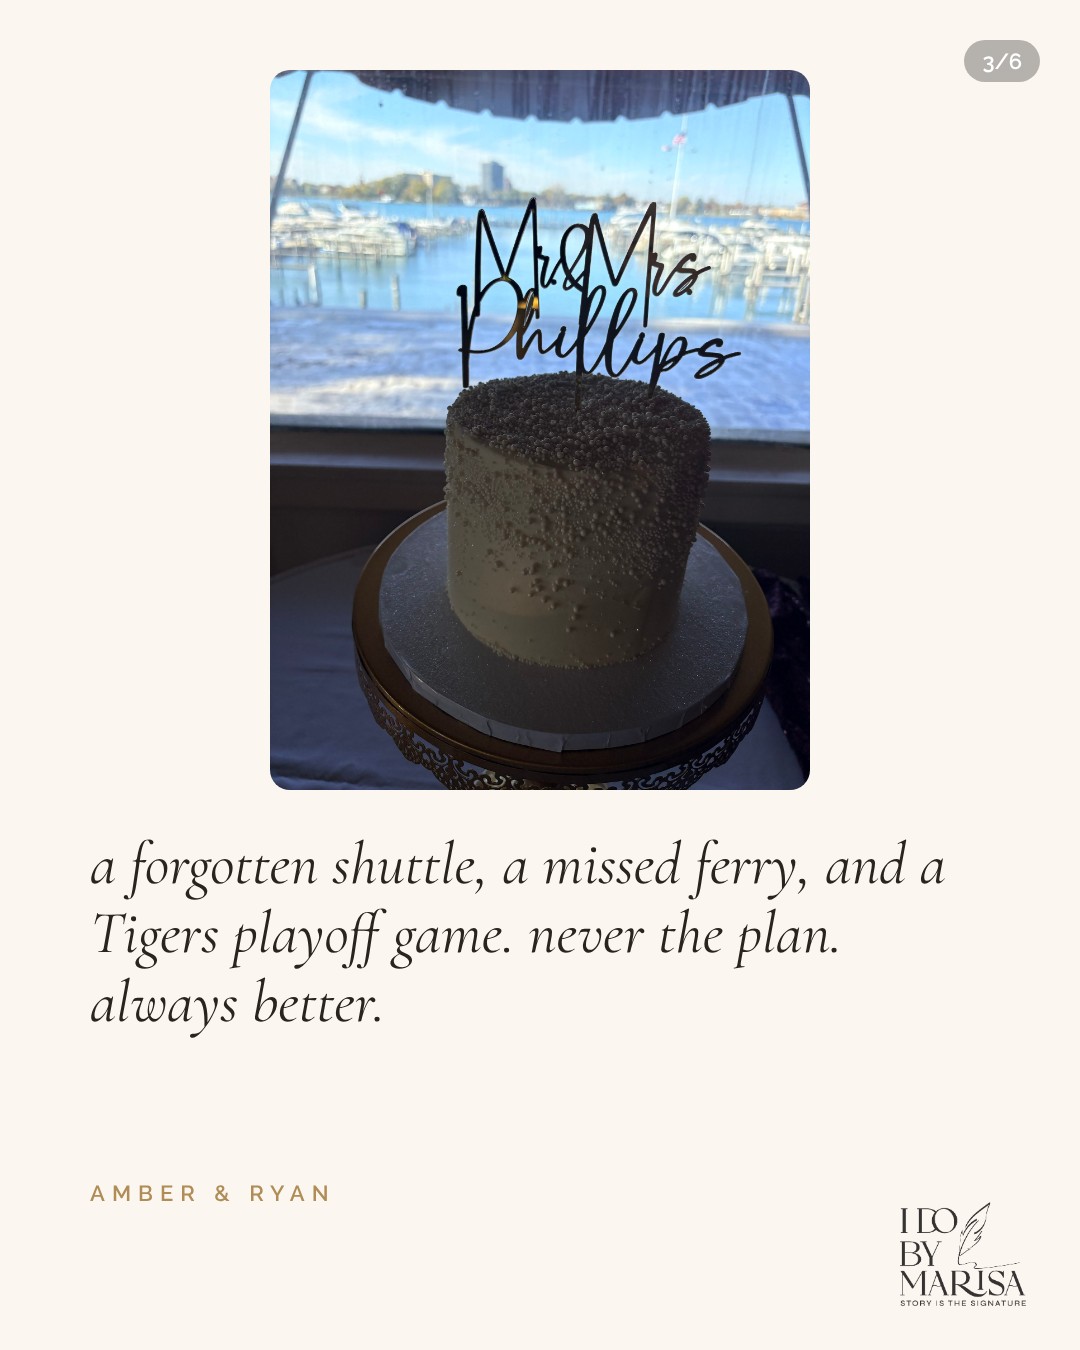 3/6
Mr.&Mrs.
Phillips
a forgotten shuttle, a missed ferry, and a
Tigers playoff game. never the plan.
always better.
AMBER & RYAN
I DO
BY
MARISA
STORY IS THE SIGNATURE